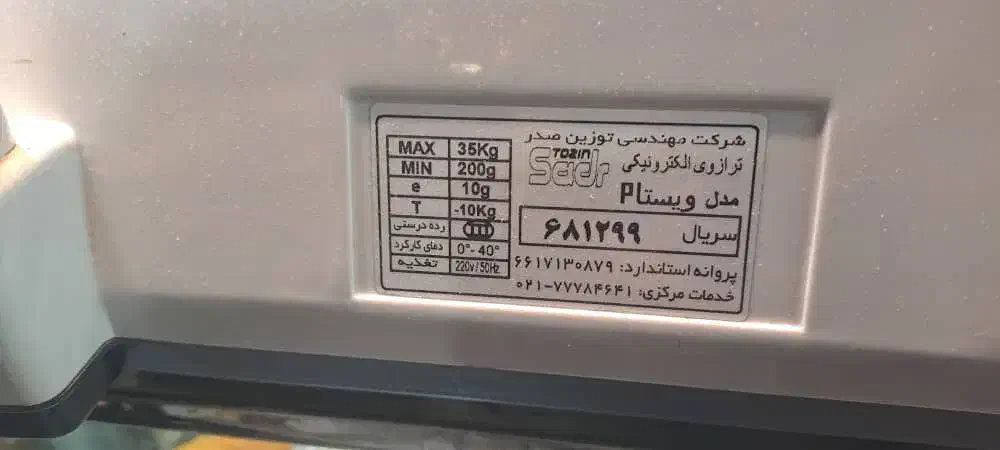 شرکت مهندسی توزین صدر
ترازوی الکترونیکی
TOZIN
Sadr
مدل ویستا P
سریال ۶۸۱۲۹۹
پروانه استاندارد: ۶۶۱۷۱۳۰۸۷۹
خدمات مرکزی: ۷۷۷۸۴۶۴۱-۰۲۱
MAX 35Kg
MIN 200g
e 10g
T -10Kg
رده درستی III
دمای کارکرد 0°- 40°
تغذیه 220v/50Hz